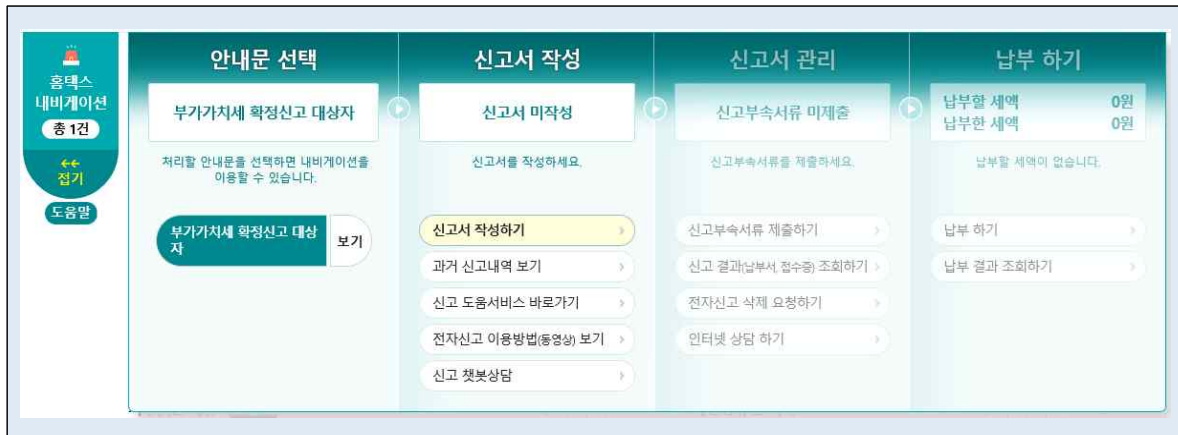 홈택스
내비게이션
총 1건
←←
접기
도움말
안내문 선택
부가가치세 확정신고 대상자
처리할 안내문을 선택하면 내비게이션을
이용할 수 있습니다.
부가가치세 확정신고 대상
자
보기
신고서 작성
신고서 미작성
신고서를 작성하세요.
신고서 작성하기
과거 신고내역 보기
신고 도움서비스 바로가기
전자신고 이용방법(동영상) 보기
신고 챗봇상담
신고서 관리
신고부속서류 미제출
신고부속서류를 제출하세요.
신고부속서류 제출하기
신고 결과(납부서, 접수증) 조회하기
전자신고 삭제 요청하기
인터넷 상담 하기
납부 하기
납부할 세액 0원
납부한 세액 0원
납부할 세액이 없습니다.
납부 하기
납부 결과 조회하기